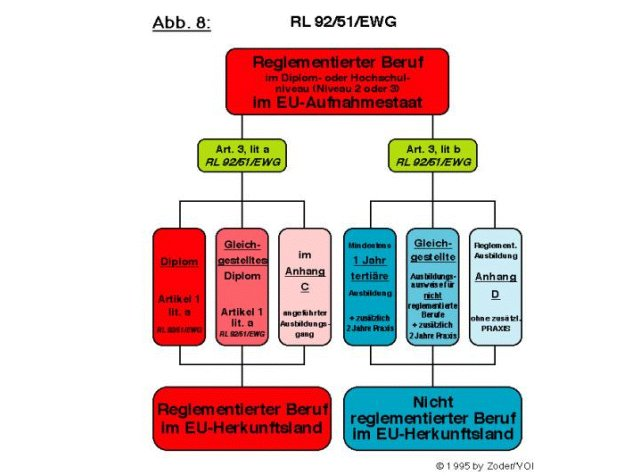 Abb. 8:
RL 92/51/EWG
Reglementierter Beruf
im Diplom- oder Hochschul-
niveau (Niveau 2 oder 3)
im EU-Aufnahmestaat
Art. 3, lit a
RL 92/51/EWG
Art. 3, lit b
RL 92/51/EWG
Diplom
Artikel 1
lit. a
RL 92/51/EWG
Gleich-
gestelltes
Diplom
Artikel 1
lit. a
RL 92/51/EWG
im
Anhang
C
angeführter
Ausbildungs-
gang
Mindestens
1 Jahr
tertiäre
Ausbildung
+ zusätzlich
2 Jahre Praxis
Gleich-
gestellte
Ausbildungs-
ausweise für
nicht
reglementierte
Berufe
+ zusätzlich
2 Jahre Praxis
Reglement.
Ausbildung
Anhang
D
ohne zusätzl.
PRAXIS
Reglementierter Beruf
im EU-Herkunftsland
Nicht
reglementierter Beruf
im EU-Herkunftsland
© 1995 by Zoder/VOI